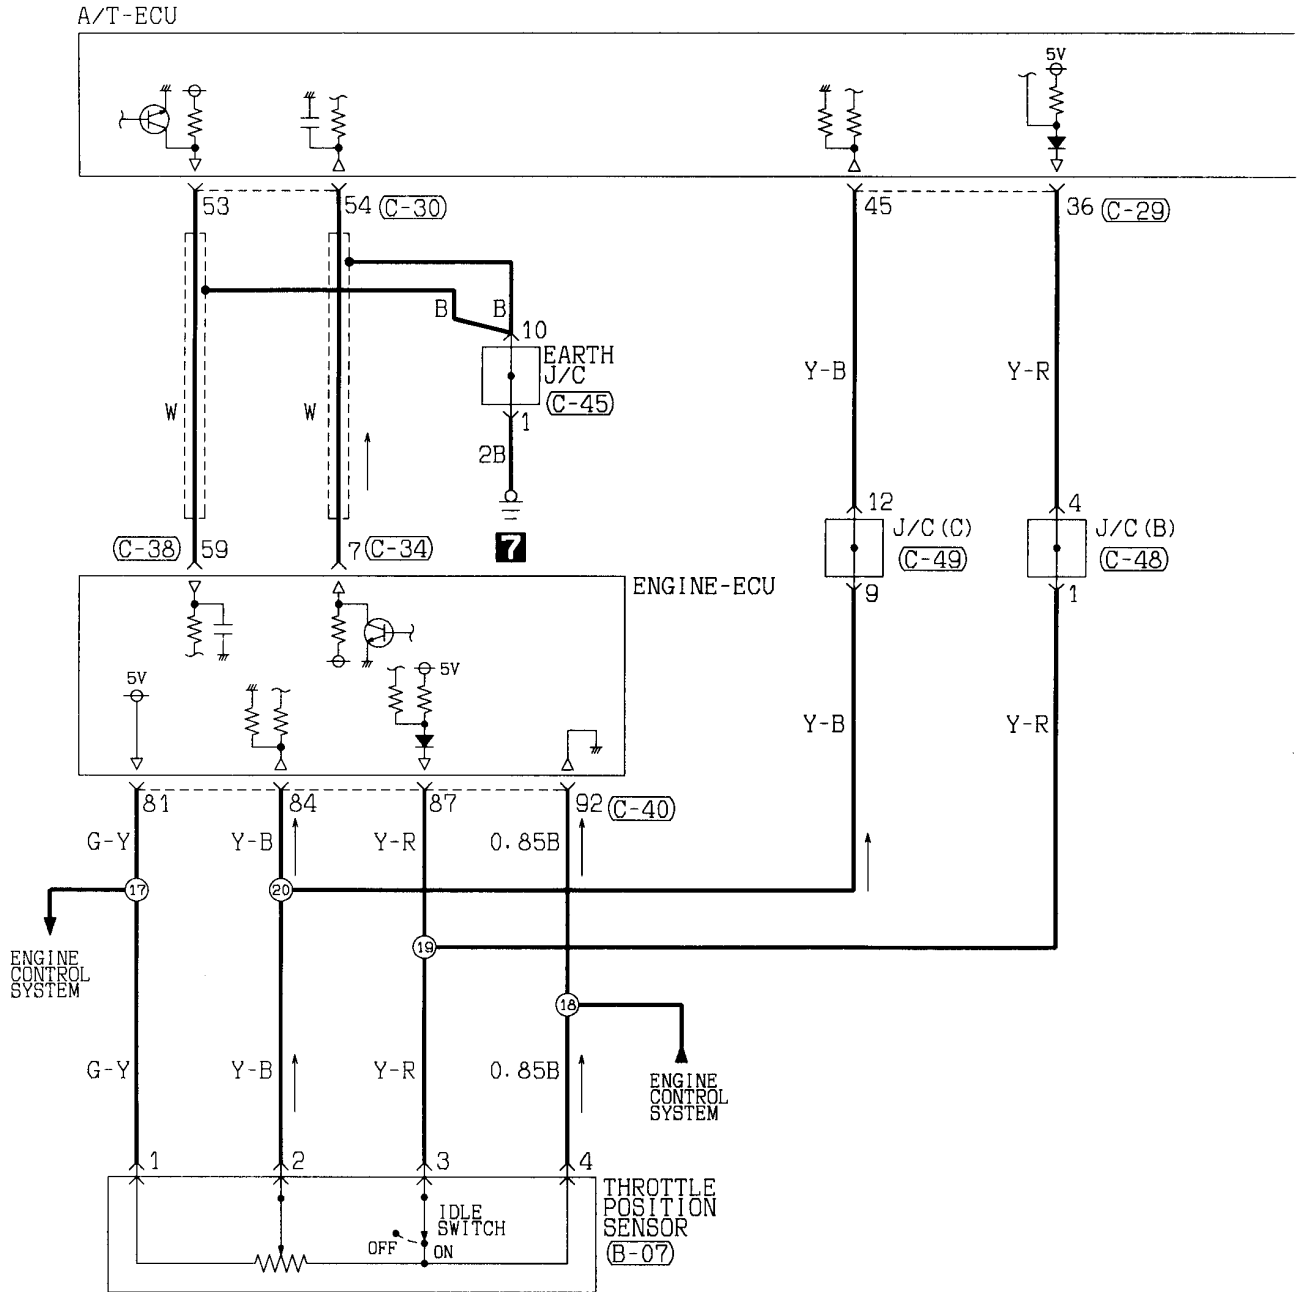 A/T-ECU
5V
53
54 (C-30)
45
36 (C-29)
B
B
10
EARTH
J/C
(C-45)
Y-B
Y-R
W
W
1
2B
12
4
J/C(C)
(C-49)
J/C(B)
(C-48)
(C-38) 59
7 (C-34)
7
9
1
ENGINE-ECU
5V
5V
Y-B
Y-R
81
84
87
92 (C-40)
G-Y
Y-B
Y-R
0.85B
17
20
ENGINE
CONTROL
SYSTEM
19
18
G-Y
Y-B
Y-R
0.85B
ENGINE
CONTROL
SYSTEM
1
2
3
4
THROTTLE
POSITION
SENSOR
(B-07)
IDLE
SWITCH
OFF
ON